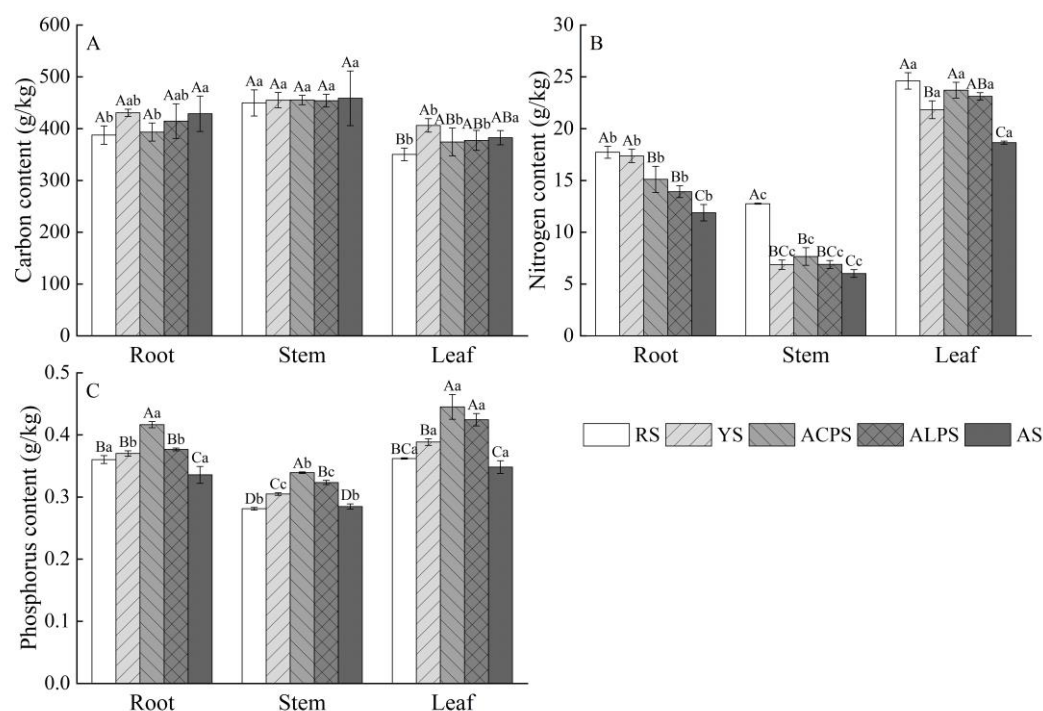 A
Carbon content (g/kg)
600
500
400
300
200
100
0
Ab Aab Ab Aab Aa
Aa Aa Aa Aa Aa
Bb Ab ABb ABb ABa
Root Stem Leaf
B
Nitrogen content (g/kg)
30
25
20
15
10
5
0
Ab Ab Bb Bb Cb
Ac BCc Bc BCc Cc
Aa Ba Aa ABa Ca
Root Stem Leaf
C
Phosphorus content (g/kg)
0.5
0.4
0.3
0.2
0.1
0.0
Ba Bb Aa Bb Ca
Db Cc Ab Bc Db
BCa Ba Aa Aa Ca
Root Stem Leaf
RS YS ACPS ALPS AS